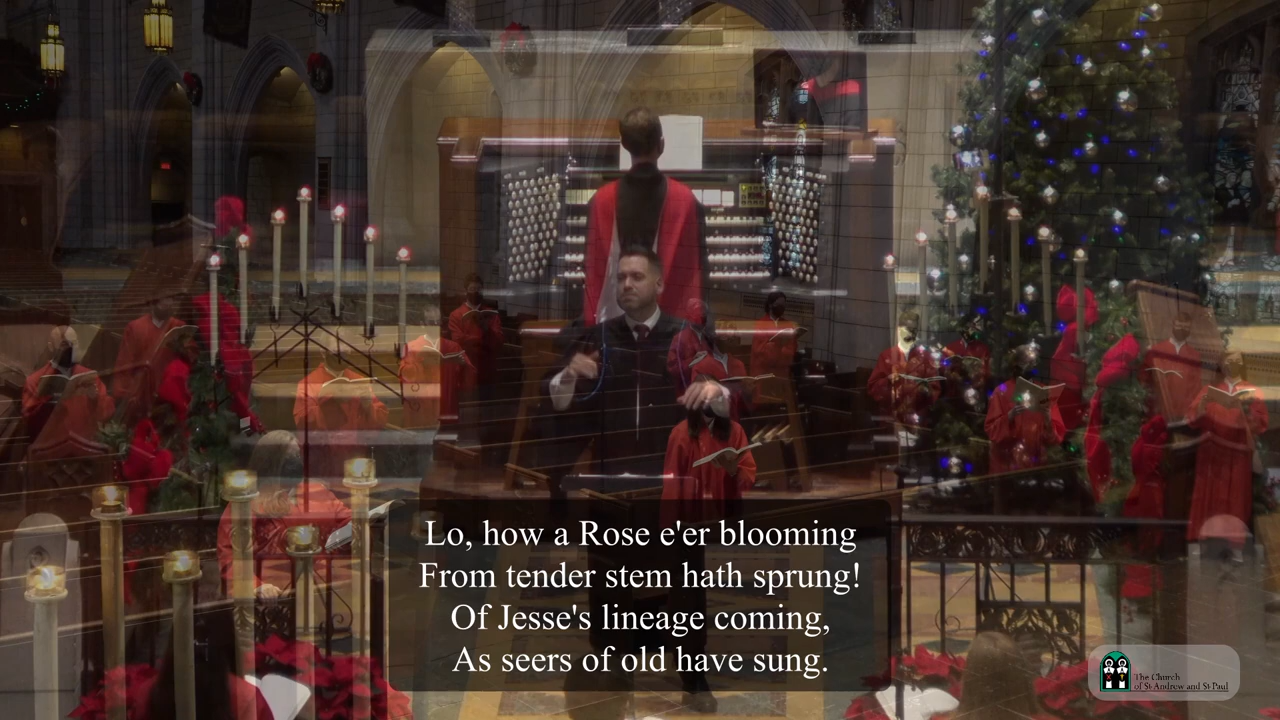 Lo, how a Rose e'er blooming
From tender stem hath sprung!
Of Jesse's lineage coming,
As seers of old have sung.
The Church
of St Andrew and St Paul